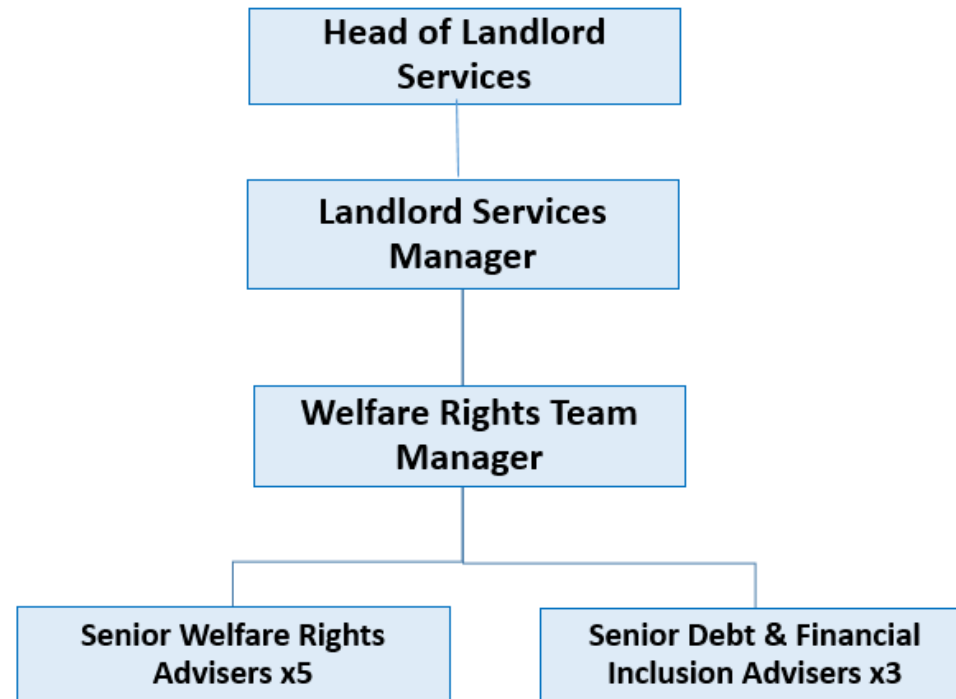 Head of Landlord
Services
Landlord Services
Manager
Welfare Rights Team
Manager
Senior Welfare Rights
Advisers x5
Senior Debt & Financial
Inclusion Advisers x3